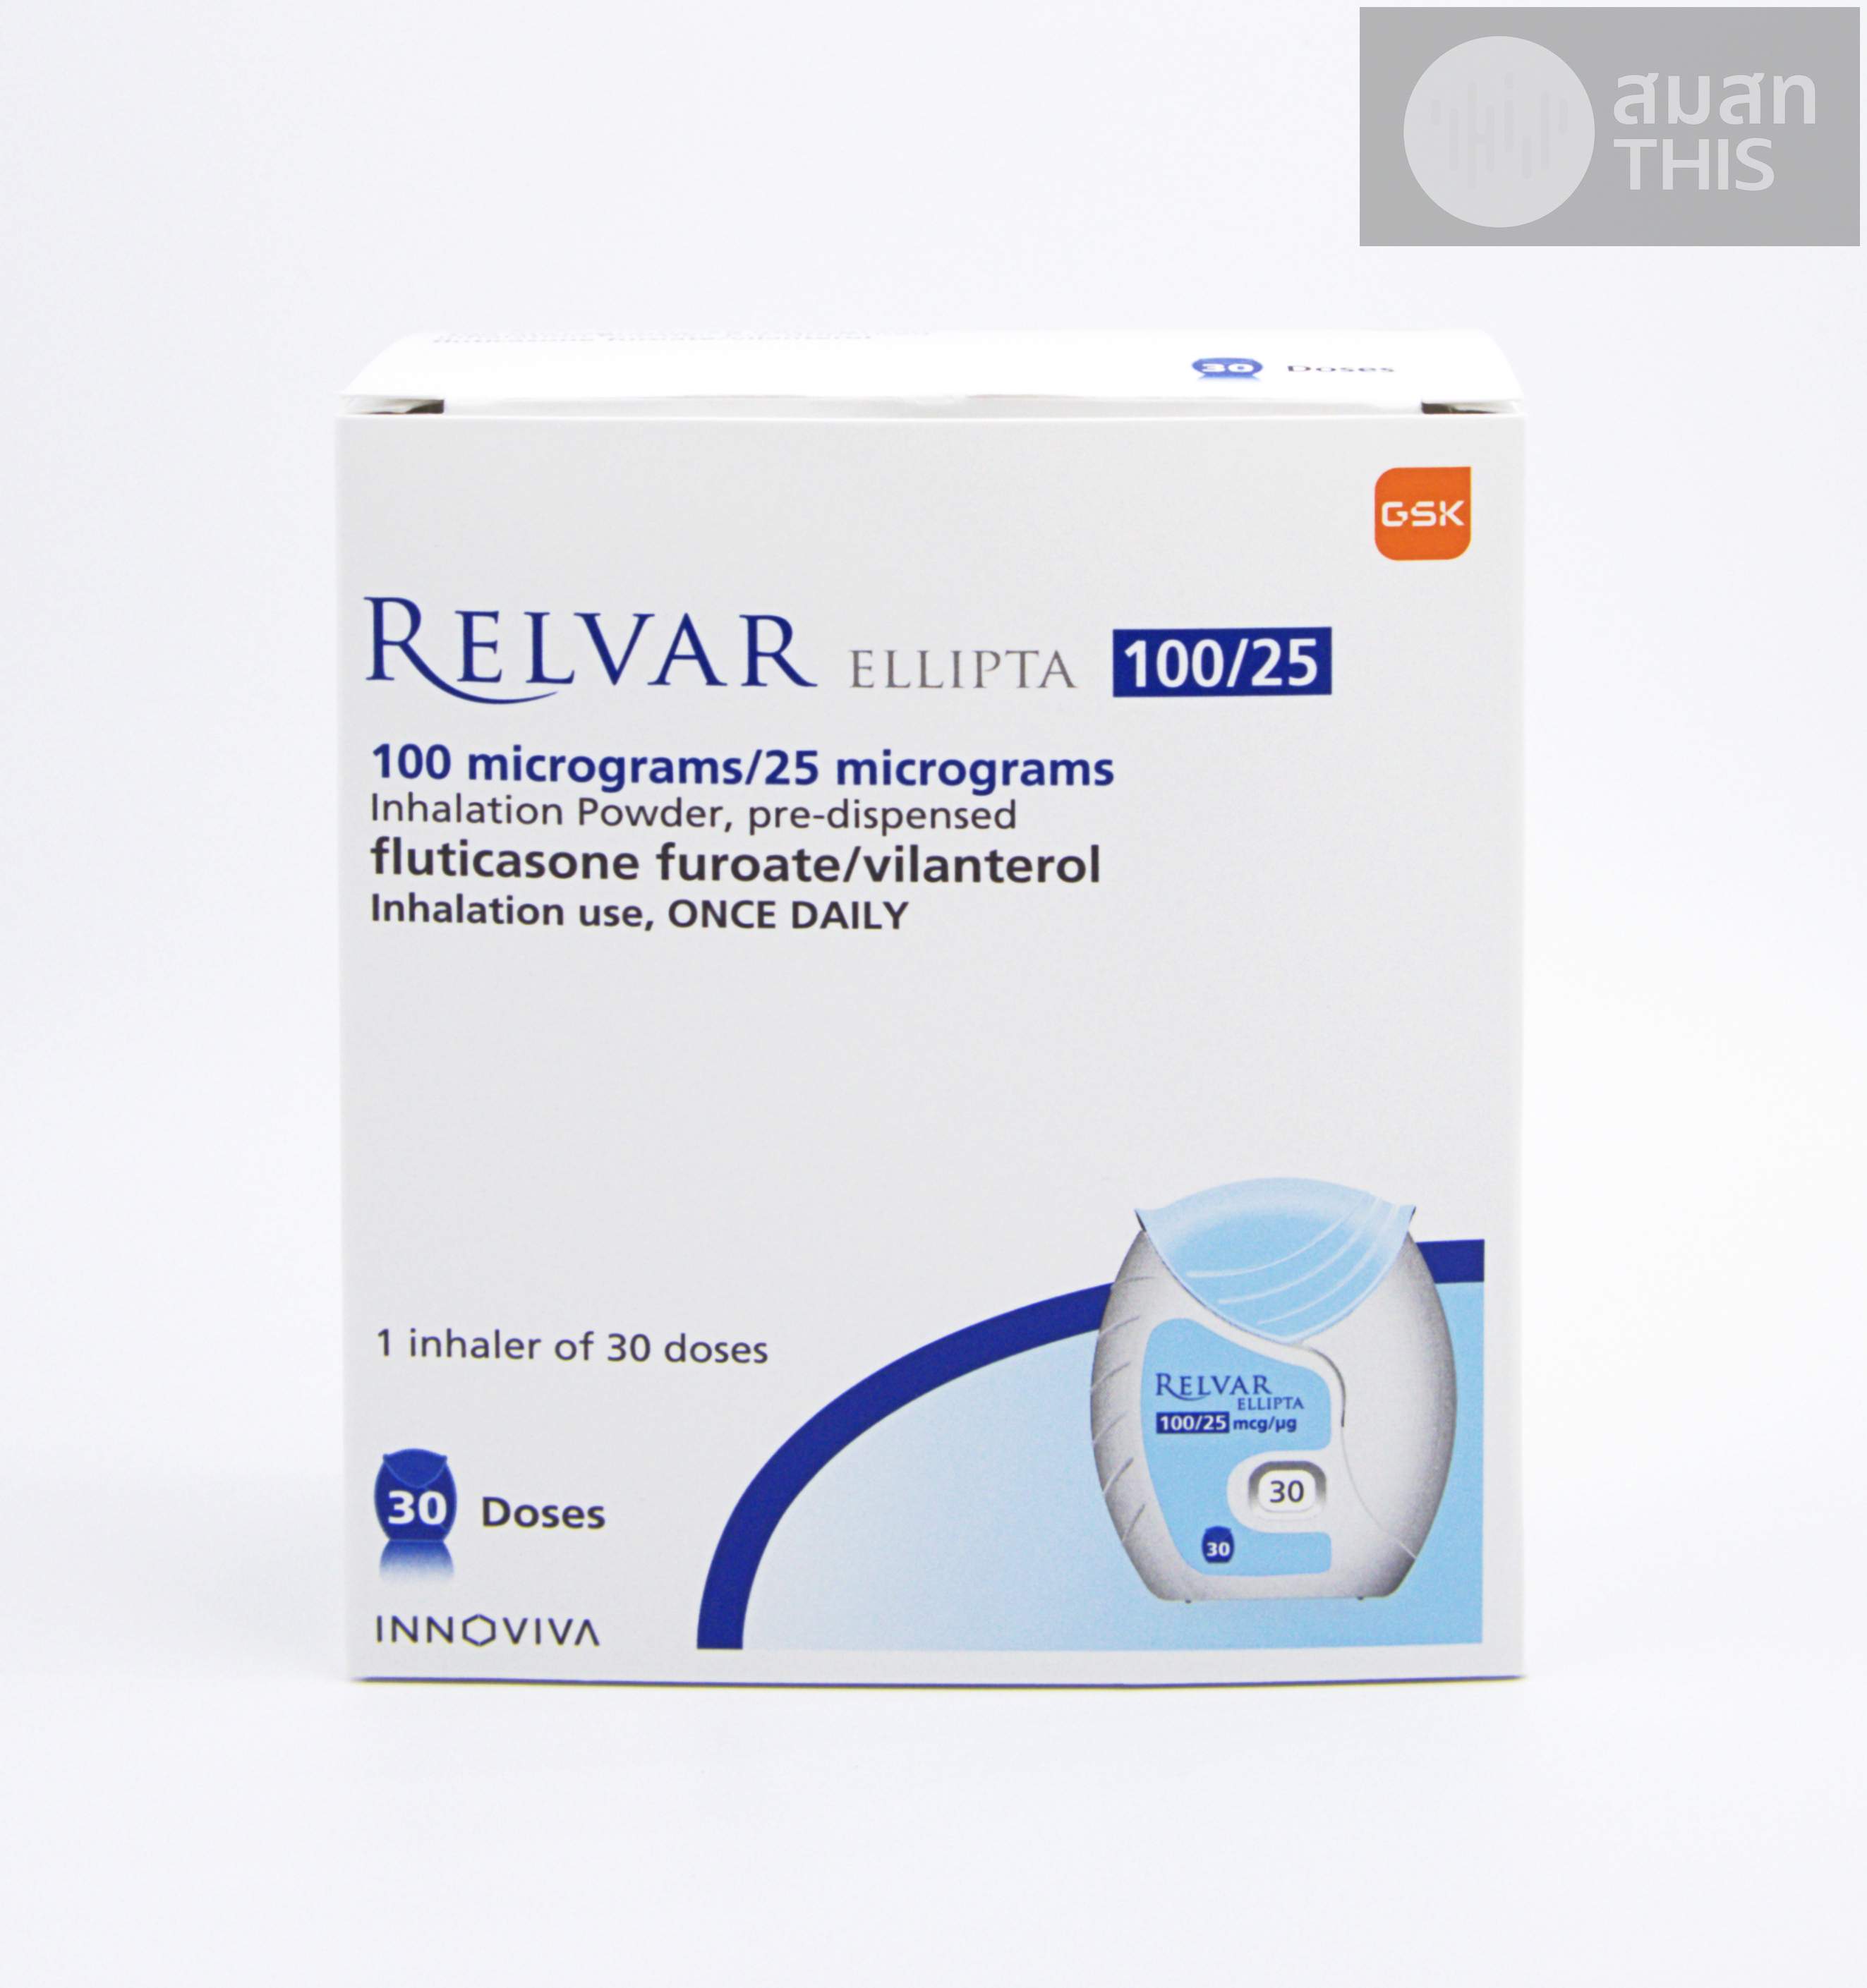 สมสท
THIS
30 Doses
GSK
RELVAR ELLIPTA 100/25
100 micrograms/25 micrograms
Inhalation Powder, pre-dispensed
fluticasone furoate/vilanterol
Inhalation use, ONCE DAILY
1 inhaler of 30 doses
RELVAR
ELLIPTA
100/25 mcg/µg
30
30
30 Doses
INNOVIVA